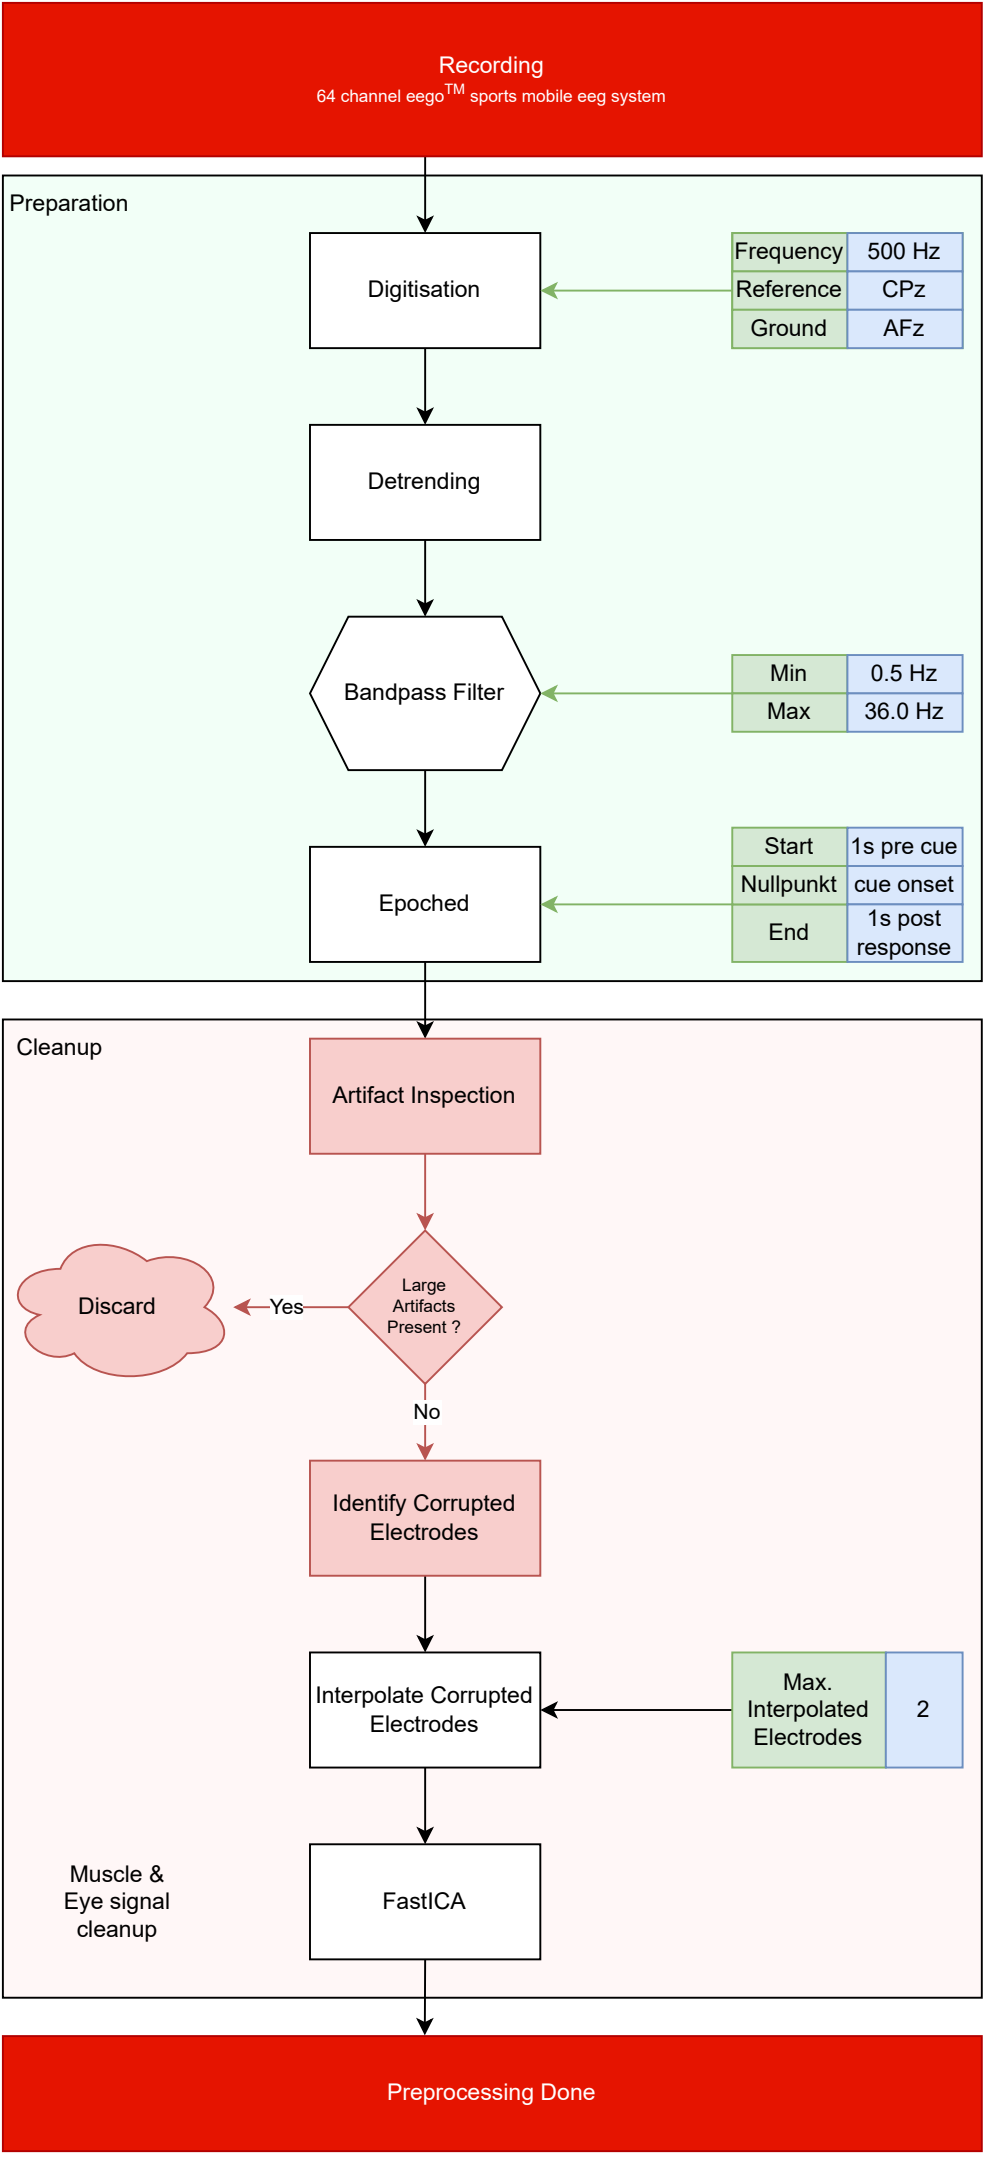 Recording
64 channel eego™ sports mobile eeg system
Preparation
Digitisation
Frequency 500 Hz
Reference CPz
Ground AFz
Detrending
Bandpass Filter
Min 0.5 Hz
Max 36.0 Hz
Epoched
Start 1s pre cue
Nullpunkt cue onset
End 1s post
response
Cleanup
Artifact Inspection
Large
Artifacts
Present ?
Yes
Discard
No
Identify Corrupted
Electrodes
Interpolate Corrupted
Electrodes
Max.
Interpolated
Electrodes
2
Muscle &
Eye signal
cleanup
FastICA
Preprocessing Done